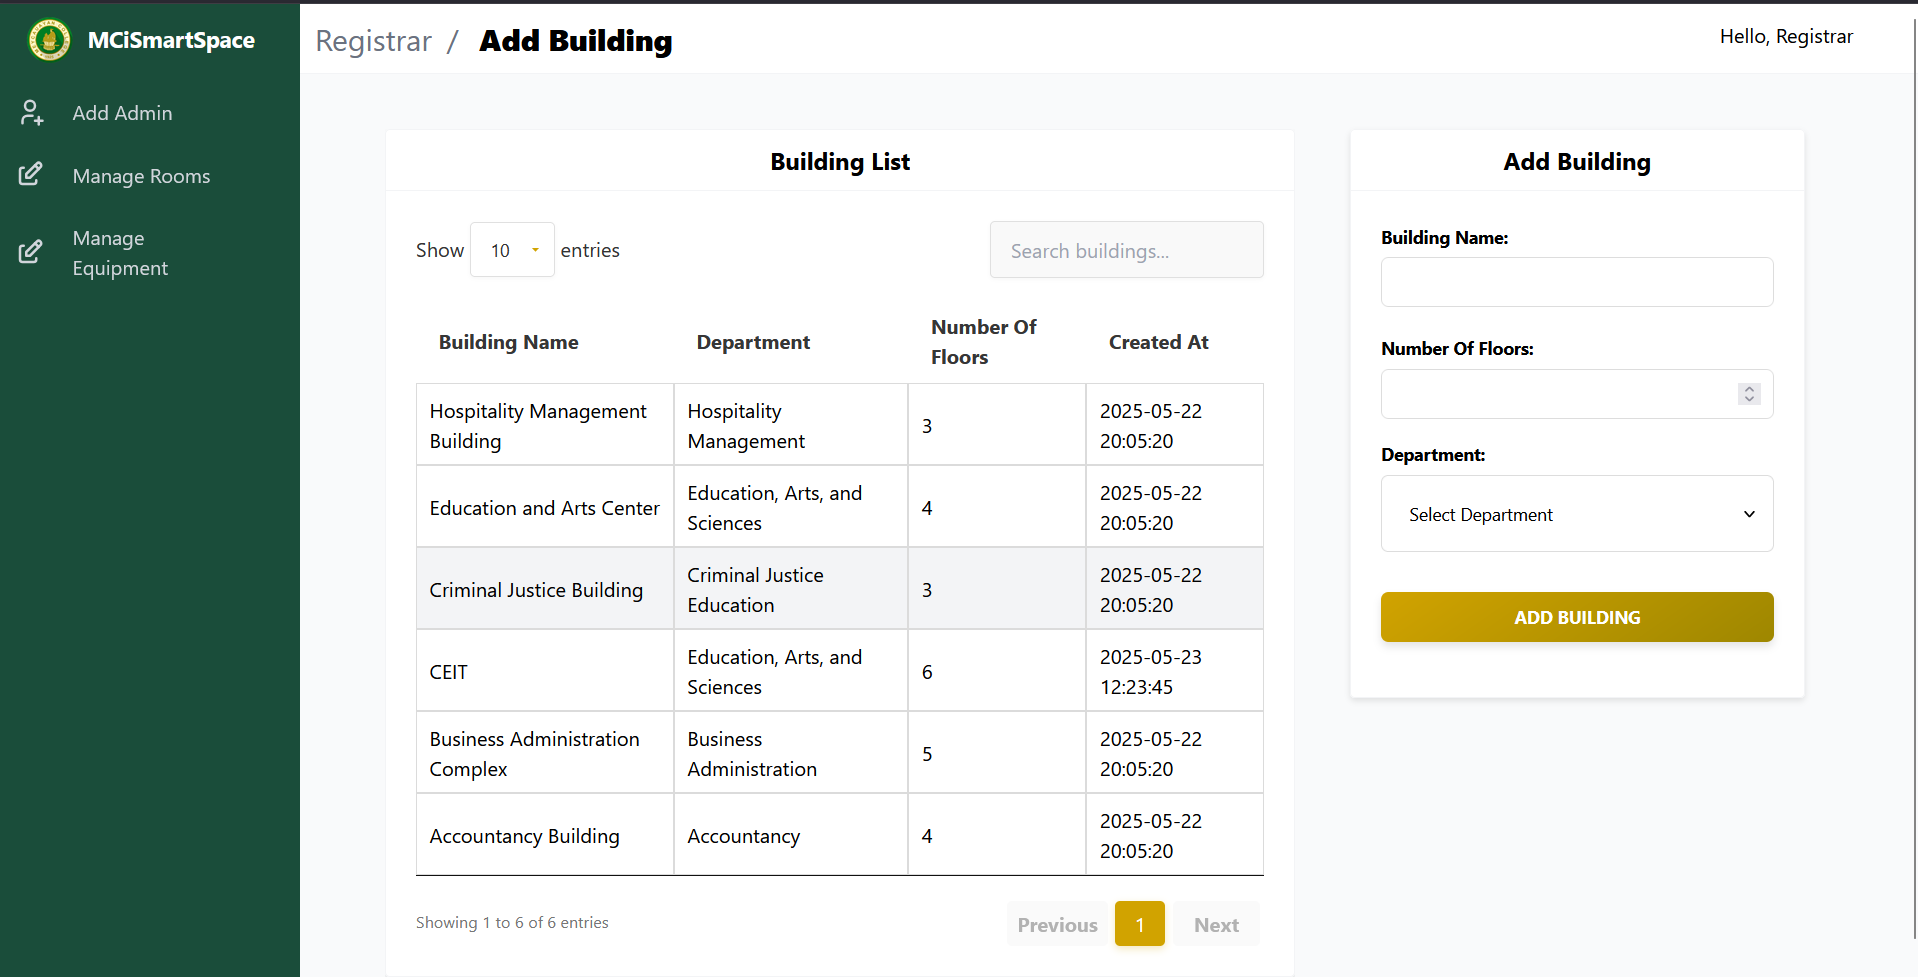 MCiSmartSpace
Add Admin
Manage Rooms
Manage
Equipment
Registrar / Add Building
Hello, Registrar
Building List
Show 10 entries
Search buildings...
Building Name Department Number Of Floors Created At
Hospitality Management Building Hospitality Management 3 2025-05-22 20:05:20
Education and Arts Center Education, Arts, and Sciences 4 2025-05-22 20:05:20
Criminal Justice Building Criminal Justice Education 3 2025-05-22 20:05:20
CEIT Education, Arts, and Sciences 6 2025-05-23 12:23:45
Business Administration Complex Business Administration 5 2025-05-22 20:05:20
Accountancy Building Accountancy 4 2025-05-22 20:05:20
Showing 1 to 6 of 6 entries
Previous 1 Next
Add Building
Building Name:
Number Of Floors:
Department:
Select Department
ADD BUILDING